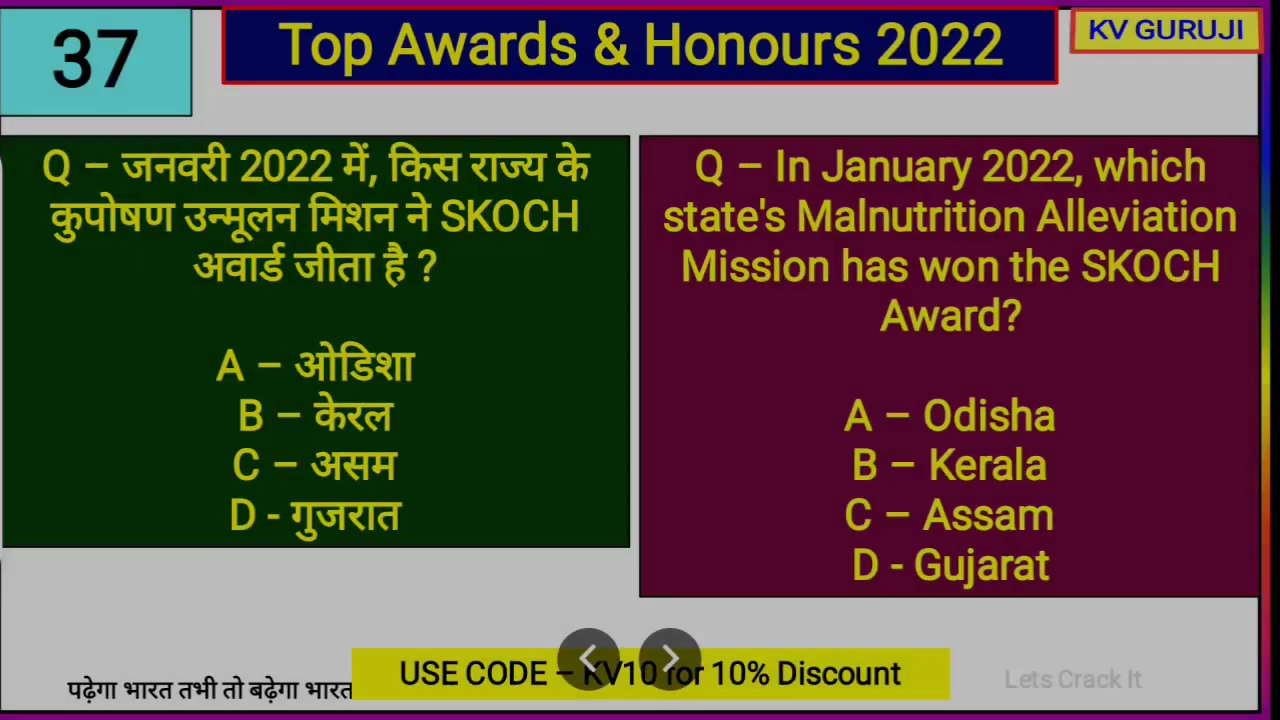 37
Top Awards & Honours 2022
KV GURUJI
Q – जनवरी 2022 में, किस राज्य के
कुपोषण उन्मूलन मिशन ने SKOCH
अवार्ड जीता है ?
A – ओडिशा
B – केरल
C – असम
D - गुजरात
Q – In January 2022, which
state's Malnutrition Alleviation
Mission has won the SKOCH
Award?
A – Odisha
B – Kerala
C – Assam
D - Gujarat
पढ़ेगा भारत तभी तो बढ़ेगा भारत
USE CODE – KV10 for 10% Discount
Lets Crack It